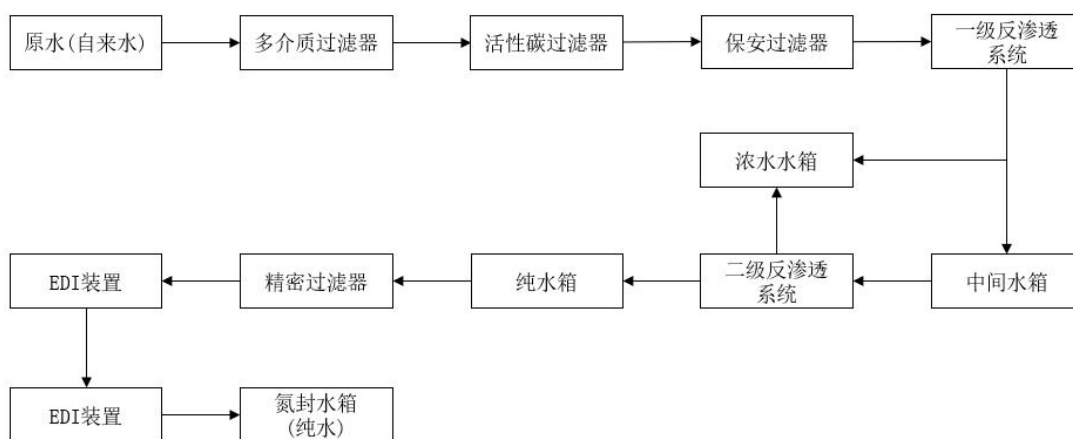 原水(自来水)
多介质过滤器
活性碳过滤器
保安过滤器
一级反渗透
系统
浓水水箱
EDI装置
精密过滤器
纯水箱
二级反渗透
系统
中间水箱
EDI装置
氮封水箱
(纯水)